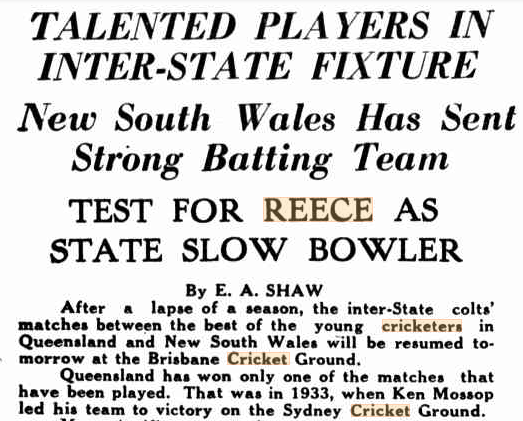 TALENTED PLAYERS IN
INTER-STATE FIXTURE
New South Wales Has Sent
Strong Batting Team
TEST FOR REECE AS
STATE SLOW BOWLER
By E. A. SHAW
After a lapse of a season, the inter-State colts'
matches between the best of the young cricketers in
Queensland and New South Wales will be resumed to-
morrow at the Brisbane Cricket Ground.
Queensland has won only one of the matches that
have been played. That was in 1933, when Ken Mossop
led his team to victory on the Sydney Cricket Ground.